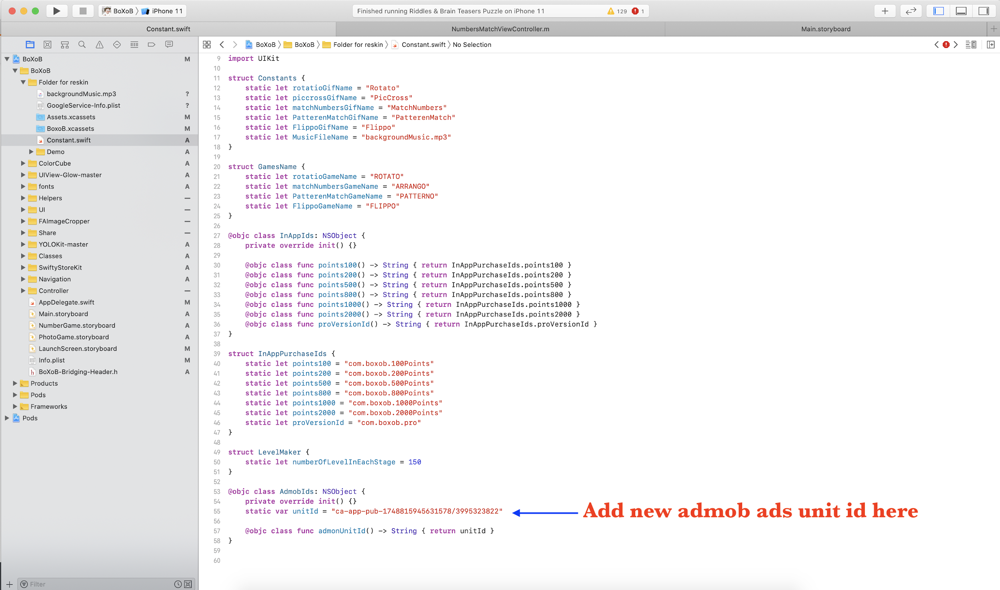 BoXoB 〉 iPhone 11
Finished running Riddles & Brain Teasers Puzzle on iPhone 11
129
1
Constant.swift
NumbersMatchViewController.m
Main.storyboard
BoXoB 〉 BoXoB 〉 Folder for reskin 〉 Constant.swift 〉 No Selection
BoXoB M
BoXoB
Folder for reskin
backgroundMusic.mp3 ?
GoogleService-Info.plist ?
Assets.xcassets M
BoxoB.xcassets M
Constant.swift A
Demo A
ColorCube A
UIView-Glow-master A
fonts A
Helpers —
UI —
FAImageCropper —
Share —
YOLOKit-master A
Classes A
SwiftyStoreKit A
Navigation A
Controller —
AppDelegate.swift M
Main.storyboard A
NumberGame.storyboard A
PhotoGame.storyboard A
LaunchScreen.storyboard M
Info.plist M
h BoXoB-Bridging-Header.h A
Products
Pods
Frameworks
Pods
Filter
9 import UIKit
10
11 struct Constants {
12 static let rotatioGifName = "Rotato"
13 static let piccrossGifName = "PicCross"
14 static let matchNumbersGifName = "MatchNumbers"
15 static let PatterenMatchGifName = "PatterenMatch"
16 static let FlippoGifName = "Flippo"
17 static let MusicFileName = "backgroundMusic.mp3"
18 }
19
20 struct GamesName {
21 static let rotatioGameName = "ROTATO"
22 static let matchNumbersGameName = "ARRANGO"
23 static let PatterenMatchGameName = "PATTERNO"
24 static let FlippoGameName = "FLIPPO"
25 }
26
27 @objc class InAppIds: NSObject {
28 private override init() {}
29
30 @objc class func points100() -> String { return InAppPurchaseIds.points100 }
31 @objc class func points200() -> String { return InAppPurchaseIds.points200 }
32 @objc class func points500() -> String { return InAppPurchaseIds.points500 }
33 @objc class func points800() -> String { return InAppPurchaseIds.points800 }
34 @objc class func points1000() -> String { return InAppPurchaseIds.points1000 }
35 @objc class func points2000() -> String { return InAppPurchaseIds.points2000 }
36 @objc class func proVersionId() -> String { return InAppPurchaseIds.proVersionId }
37 }
38
39 struct InAppPurchaseIds {
40 static let points100 = "com.boxob.100Points"
41 static let points200 = "com.boxob.200Points"
42 static let points500 = "com.boxob.500Points"
43 static let points800 = "com.boxob.800Points"
44 static let points1000 = "com.boxob.1000Points"
45 static let points2000 = "com.boxob.2000Points"
46 static let proVersionId = "com.boxob.pro"
47 }
48
49 struct LevelMaker {
50 static let numberOfLevelInEachStage = 150
51 }
52
53 @objc class AdmobIds: NSObject {
54 private override init() {}
55 static var unitId = "ca-app-pub-1748815945631578/3995323822"
Add new admob ads unit id here
56
57 @objc class func admonUnitId() -> String { return unitId }
58 }
59
60